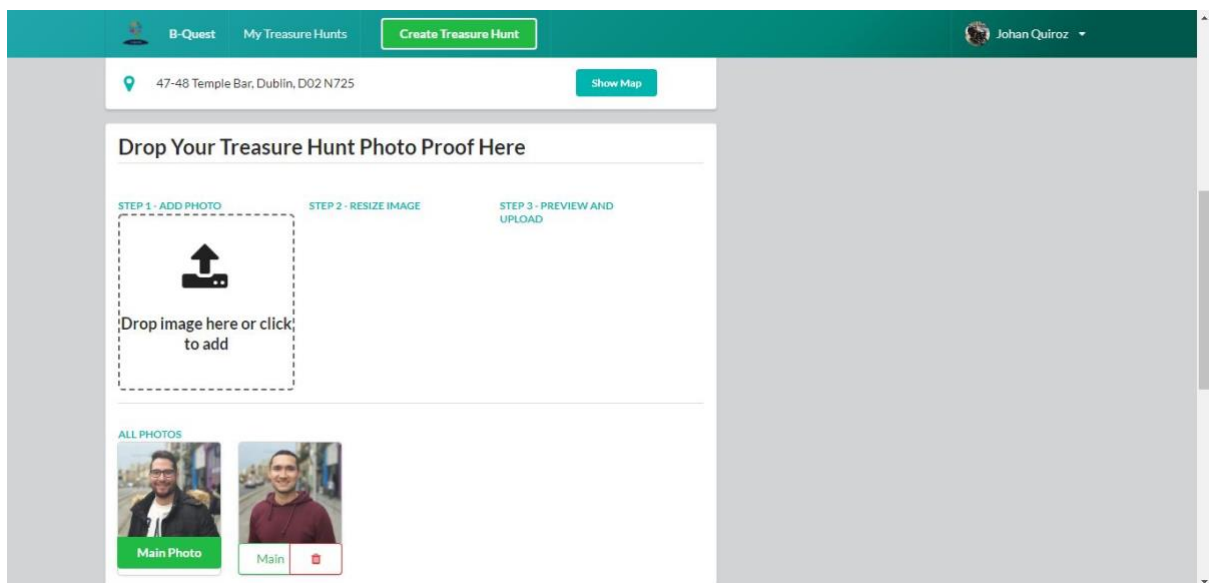 B-Quest
My Treasure Hunts
Create Treasure Hunt
Johan Quiroz
47-48 Temple Bar, Dublin, D02 N725
Show Map
Drop Your Treasure Hunt Photo Proof Here
STEP 1 - ADD PHOTO
STEP 2 - RESIZE IMAGE
STEP 3 - PREVIEW AND
UPLOAD
Drop image here or click
to add
ALL PHOTOS
Main Photo
Main